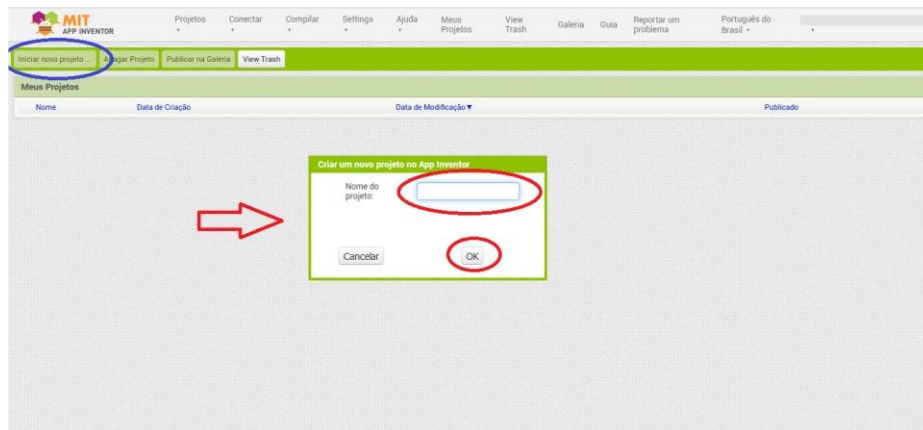 MIT
APP INVENTOR
Projetos
Conectar
Compilar
Settings
Ajuda
Meus
Projetos
View
Trash
Galeria
Guia
Reportar um
problema
Português do
Brasil
Iniciar novo projeto ...
Apagar Projeto
Publicar na Galeria
View Trash
Meus Projetos
Nome
Data de Criação
Data de Modificação ▼
Publicado
Criar um novo projeto no App Inventor
Nome do
projeto:
Cancelar
OK